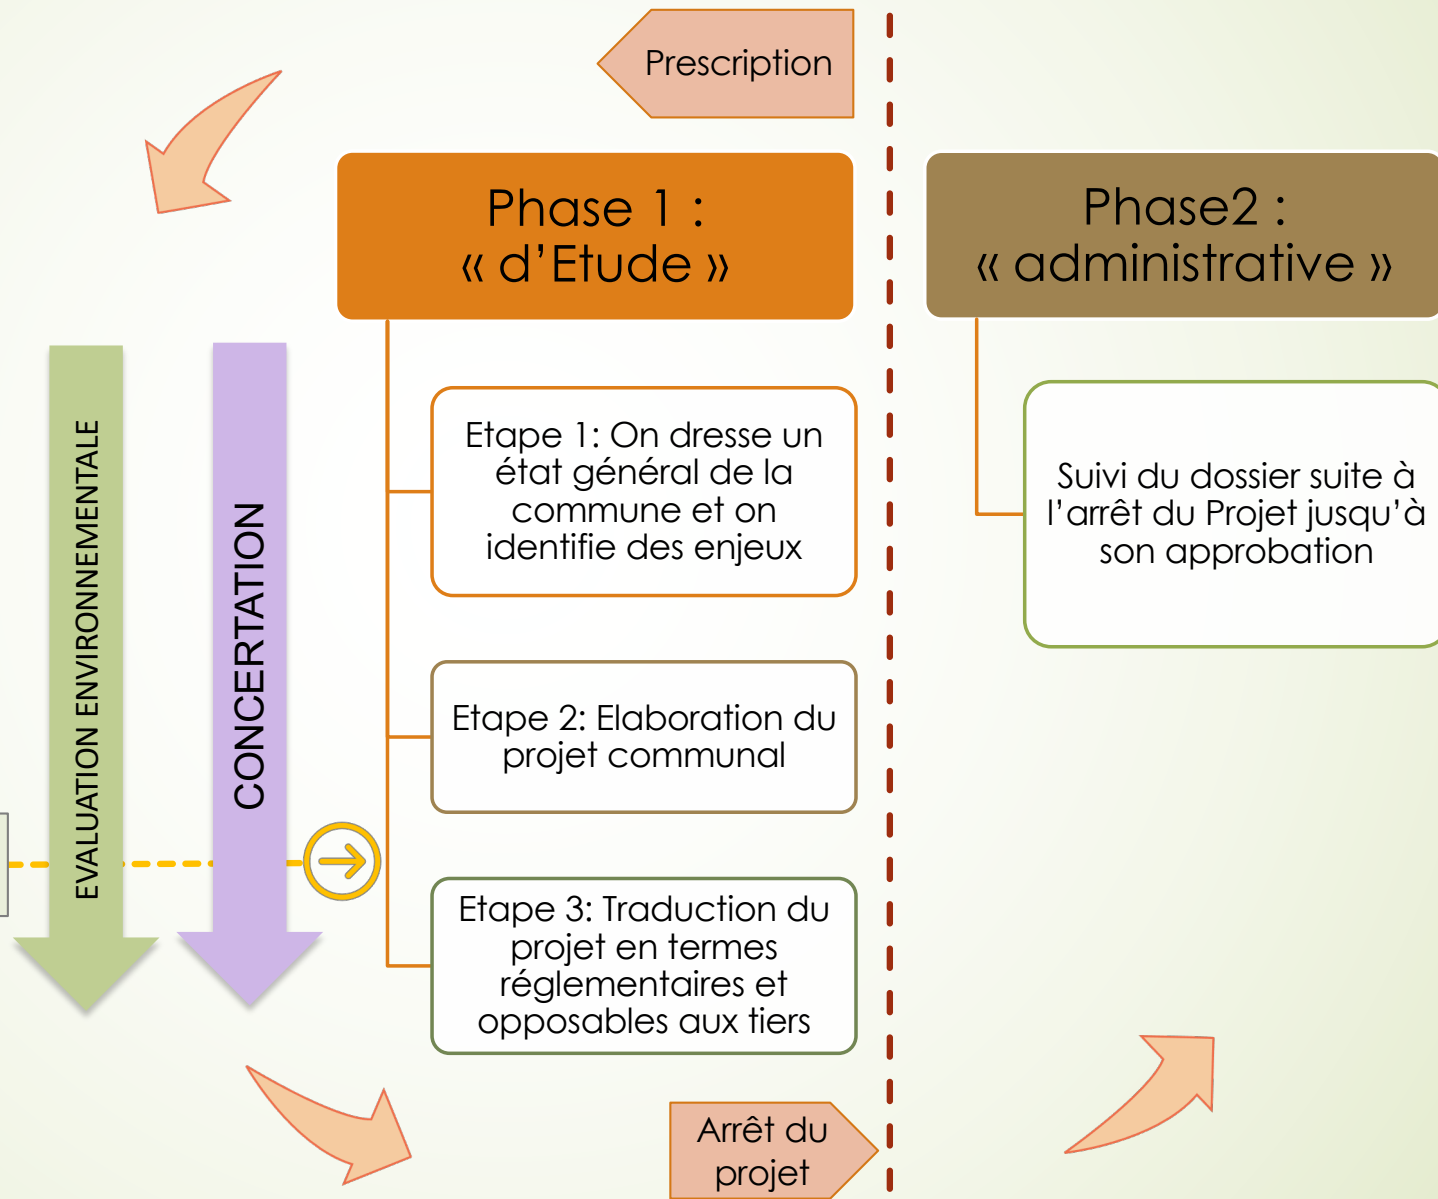 Prescription
Phase 1 :
« d’Etude »
Phase2 :
« administrative »
EVALUATION ENVIRONNEMENTALE
CONCERTATION
Etape 1: On dresse un
état général de la
commune et on
identifie des enjeux
Etape 2: Elaboration du
projet communal
Etape 3: Traduction du
projet en termes
réglementaires et
opposables aux tiers
Suivi du dossier suite à
l’arrêt du Projet jusqu’à
son approbation
Arrêt du
projet